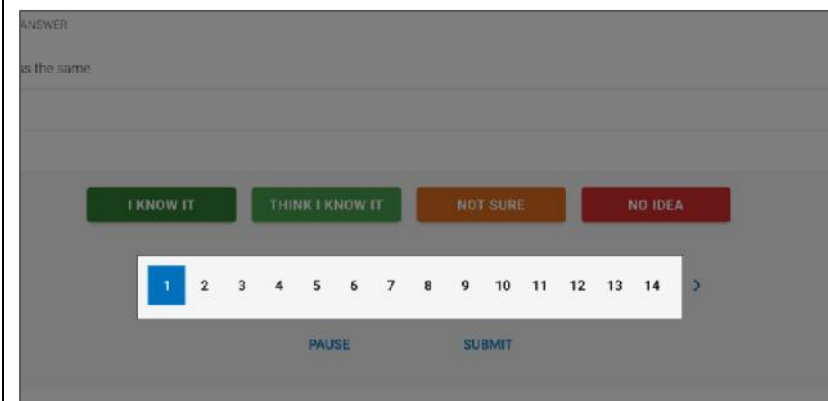 ANSWER
as the same
I KNOW IT THINK I KNOW IT NOT SURE NO IDEA
1 2 3 4 5 6 7 8 9 10 11 12 13 14 >
PAUSE SUBMIT